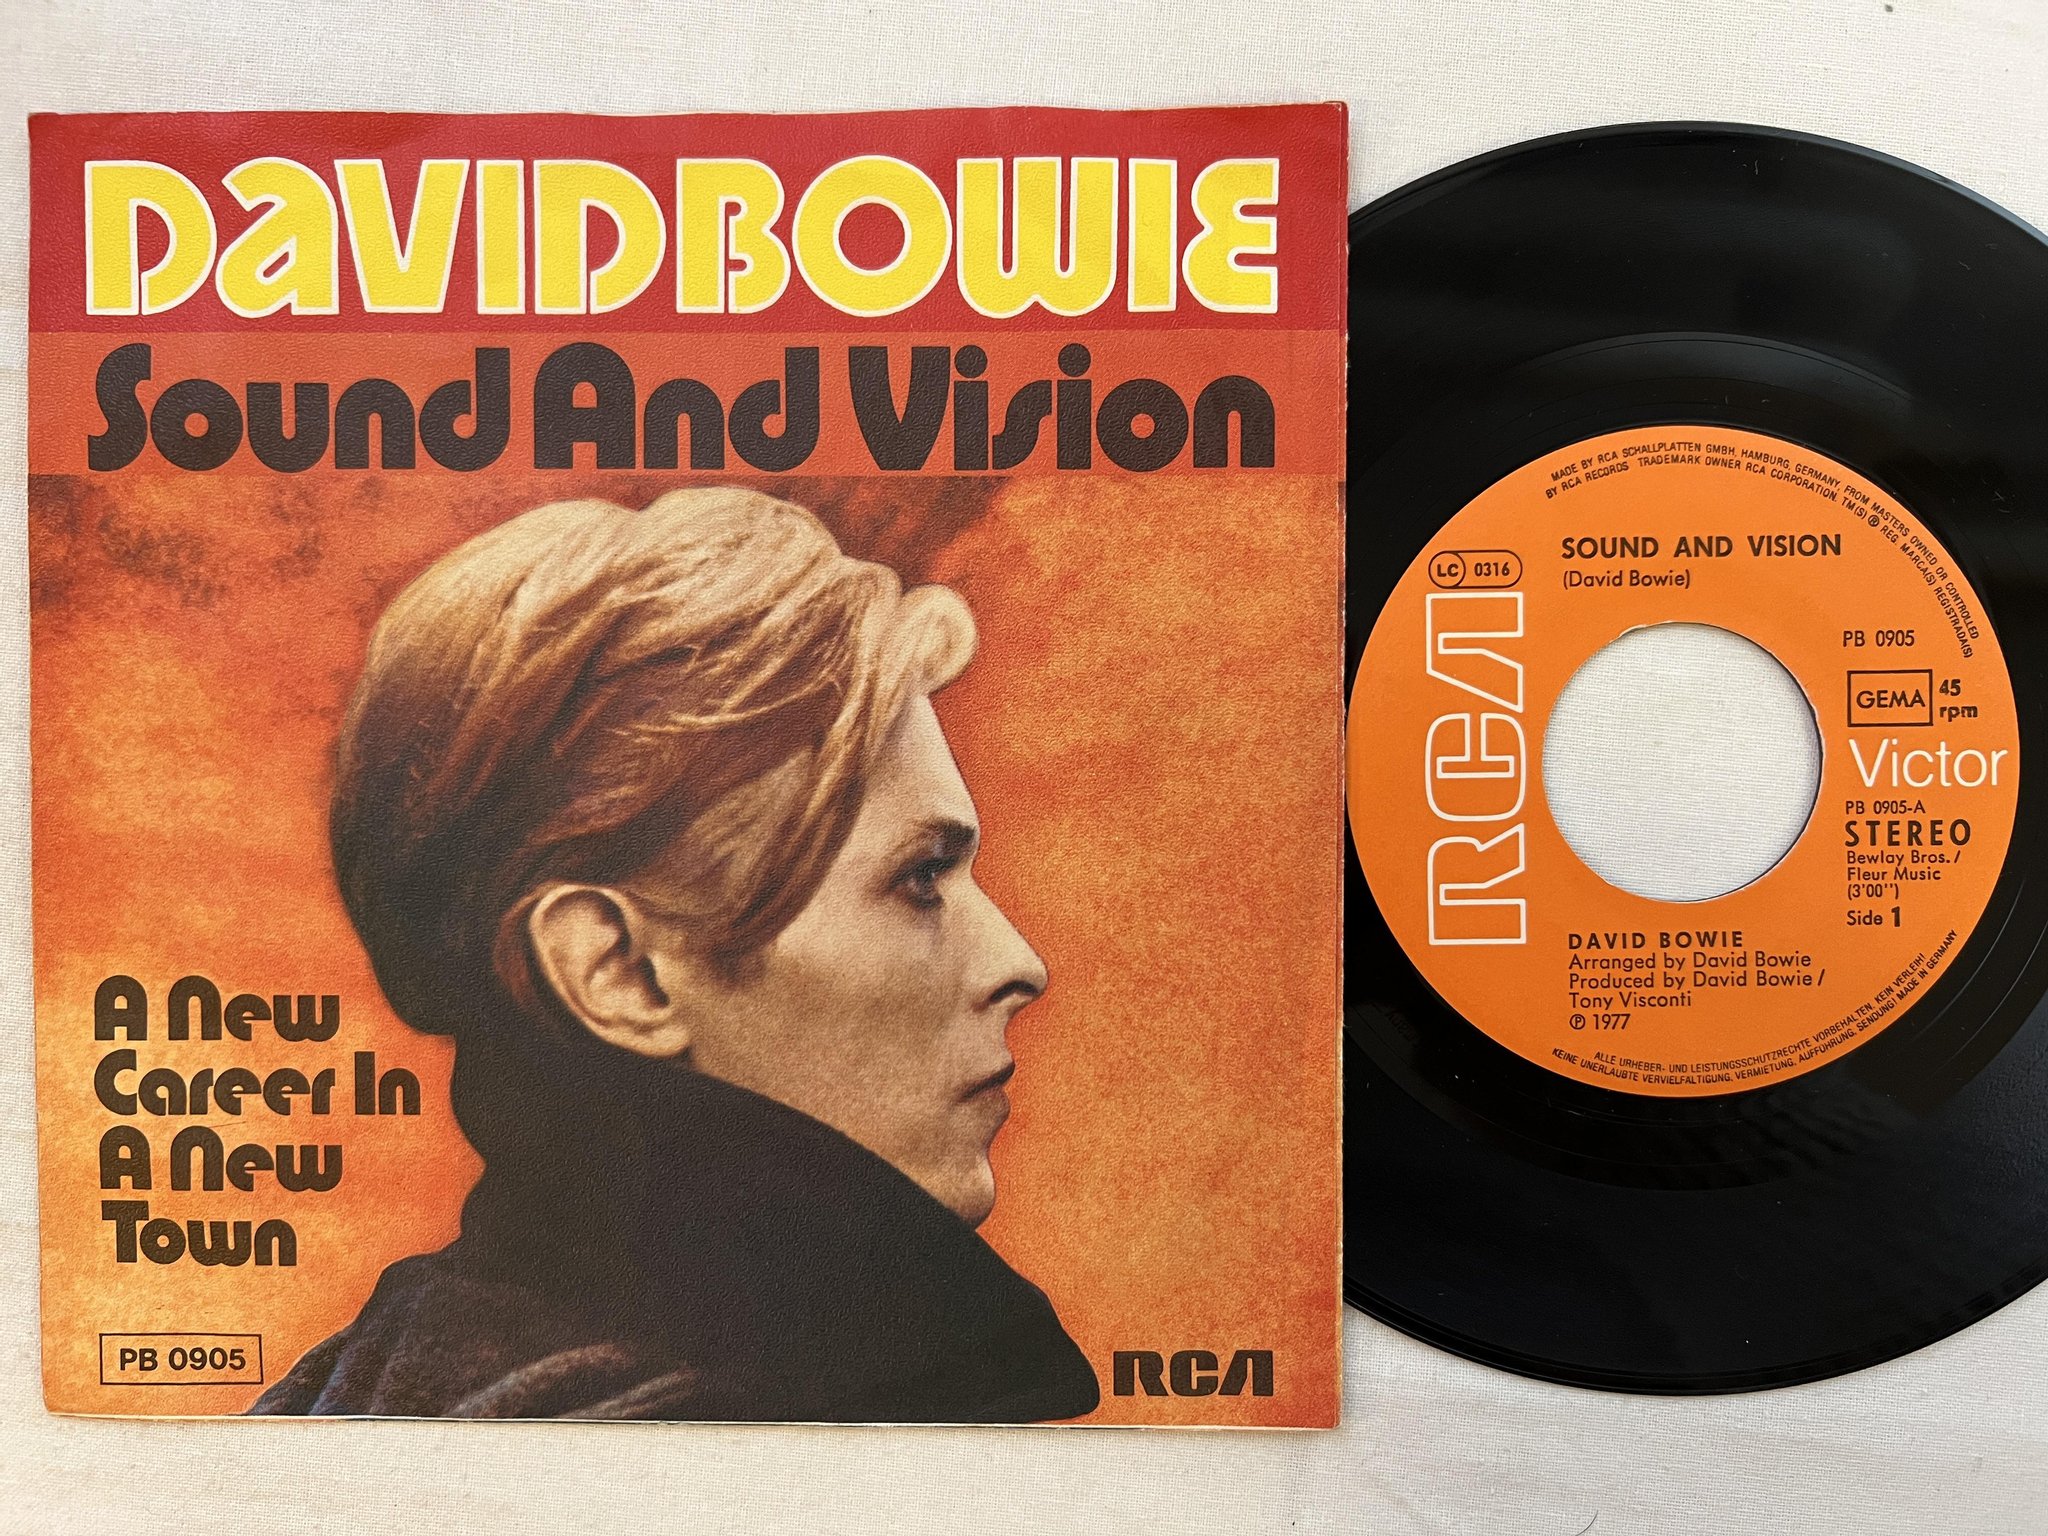 DAVID BOWIE
Sound And Vision
A New
Career In
A New
Town
PB 0905
RCA
MADE BY RCA SCHALLPLATTEN GMBH, HAMBURG, GERMANY, FROM MASTERS OWNED OR CONTROLLED
BY RCA RECORDS TRADEMARK OWNER RCA CORPORATION. TM(S) ® REG. MARCA(S) REGISTRADA(S)
LC 0316
SOUND AND VISION
(David Bowie)
PB 0905
GEMA
45
rpm
RCA
Victor
PB 0905-A
STEREO
Bewlay Bros. /
Fleur Music
(3'00'')
Side 1
DAVID BOWIE
Arranged by David Bowie
Produced by David Bowie /
Tony Visconti
℗ 1977
ALLE URHEBER- UND LEISTUNGSSCHUTZRECHTE VORBEHALTEN, KEIN VERLEIH!
KEINE UNERLAUBTE VERVIELFALTIGUNG, VERMIETUNG, AUFFÜHRUNG, SENDUNG! MADE IN GERMANY